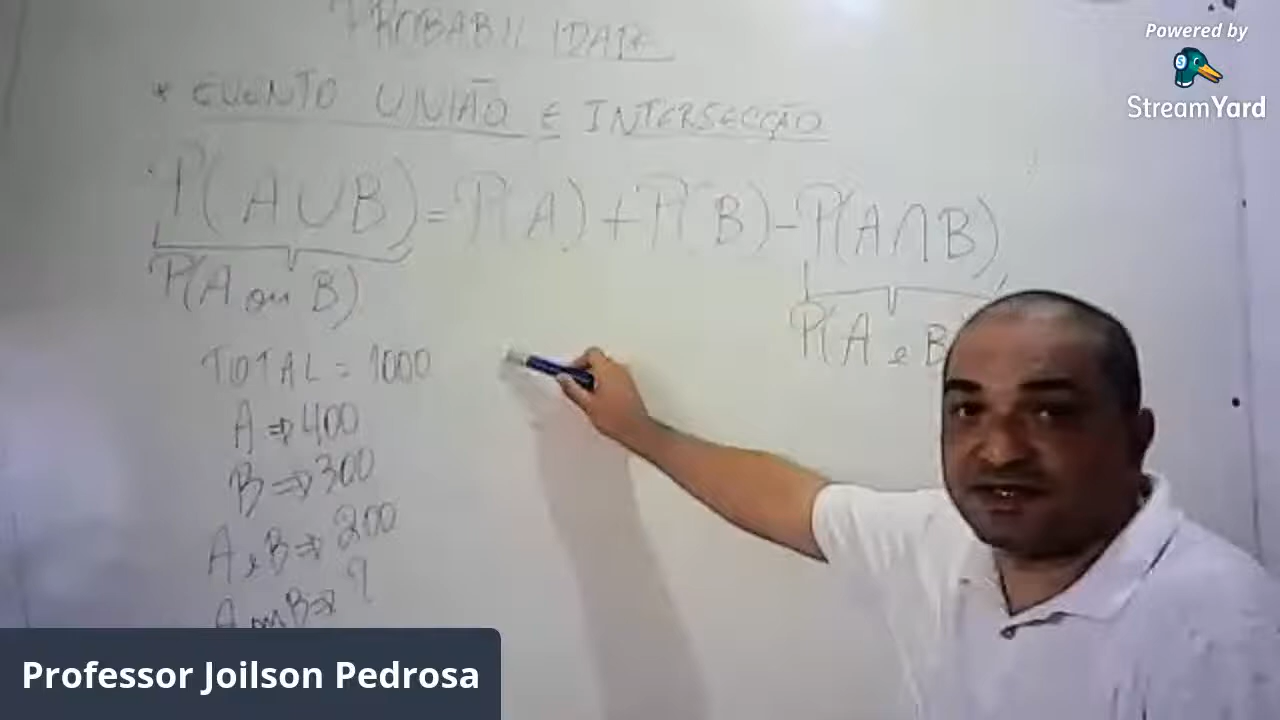 PROBABILIDADE
* EVENTO UNIÃO E INTERSECÇÃO
P(A∪B)=P(A)+P(B)-P(A∩B)
P(A ou B)
P(A e B
TOTAL = 1000
A ⇒ 400
B ⇒ 300
A e B ⇒ 200
A ou B ⇒ ?
Professor Joilson Pedrosa
Powered by
StreamYard